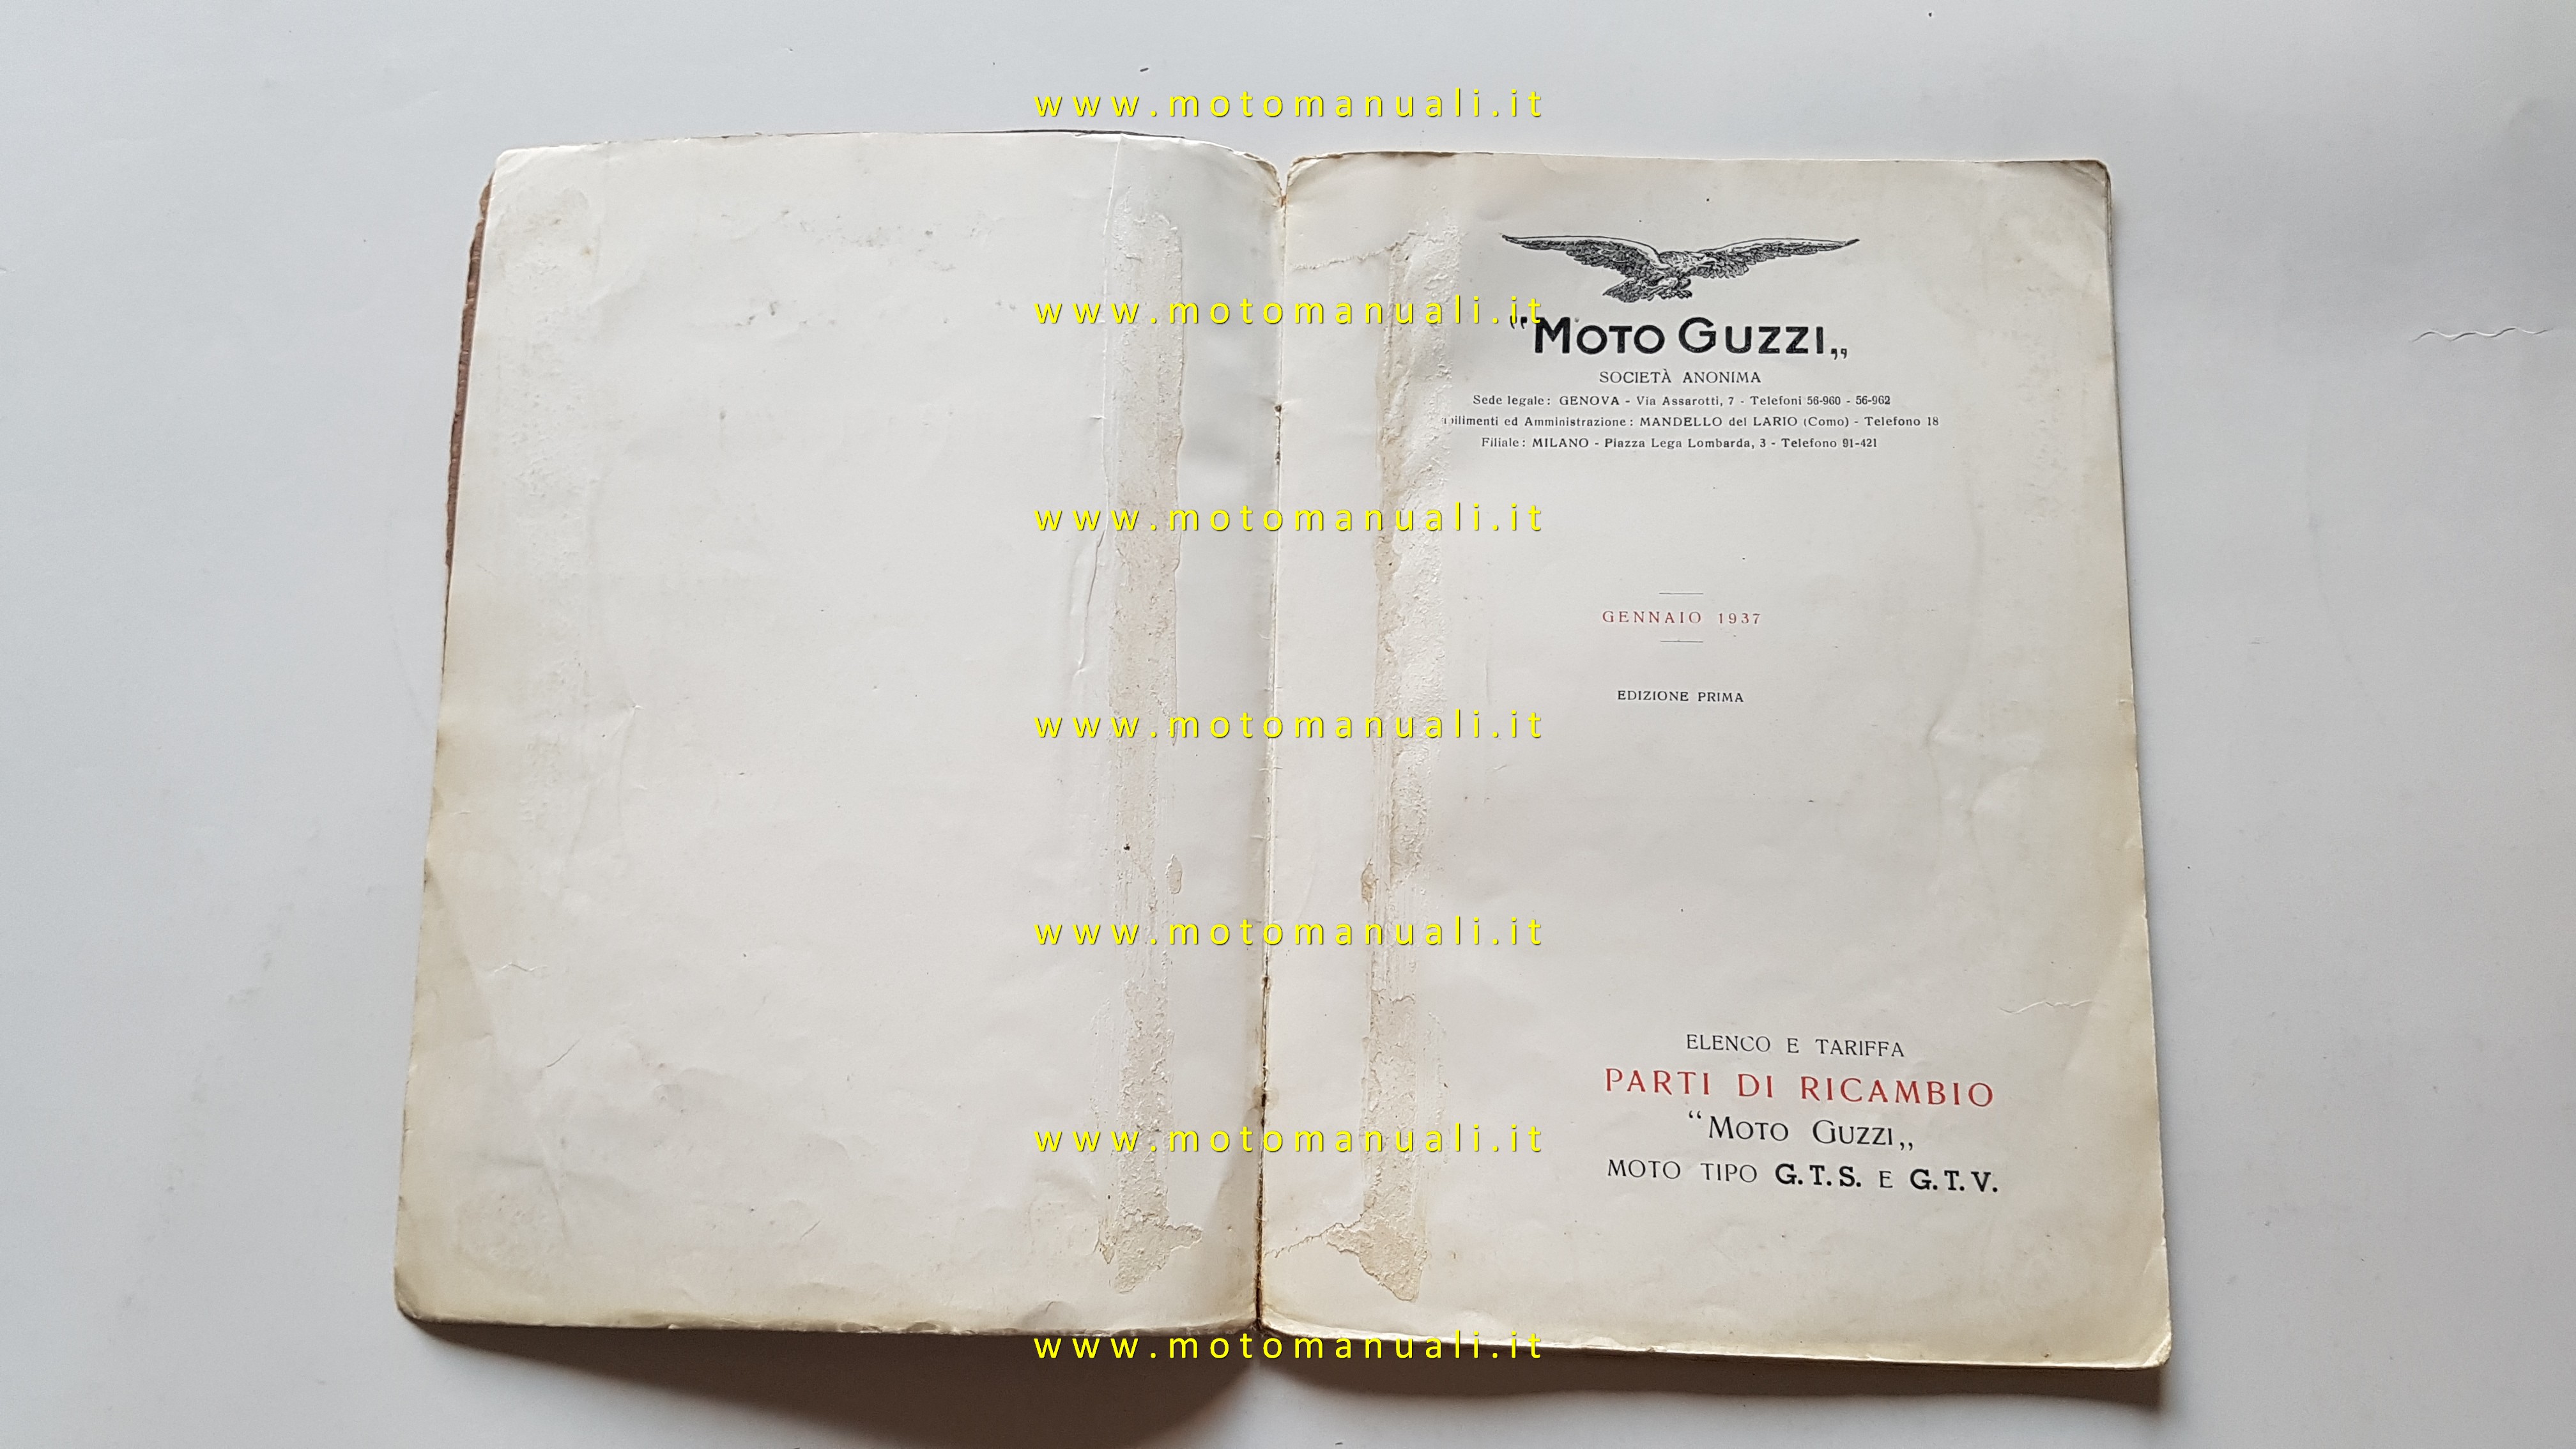 www.motomanuali.it
www.motomanuali.it
"MOTO GUZZI„
SOCIETÀ ANONIMA
Sede legale: GENOVA - Via Assarotti, 7 - Telefoni 56-960 - 56-962
ed Amministrazione: MANDELLO del LARIO (Como) - Telefono 18
Filiale: MILANO - Piazza Lega Lombarda, 3 - Telefono 91-421
www.motomanuali.it
GENNAIO 1937
EDIZIONE PRIMA
www.motomanuali.it
www.motomanuali.it
ELENCO E TARIFFA
PARTI DI RICAMBIO
“MOTO GUZZI„
www.motomanuali.it
MOTO TIPO G.T.S. E G.T.V.
www.motomanuali.it